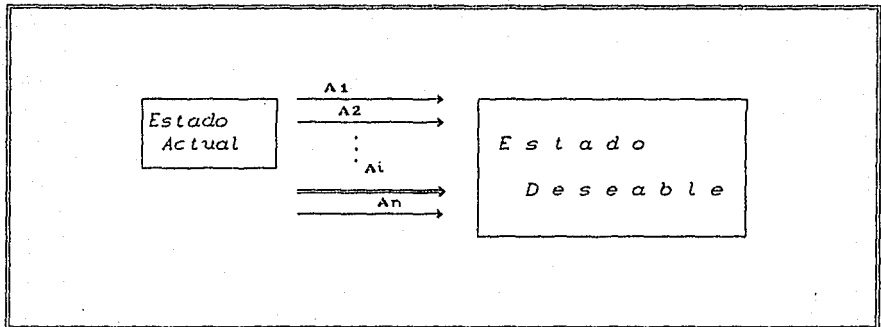 A1
A2
Estado
Actual
Ai
An
E s t a d o
D e s e a b l e